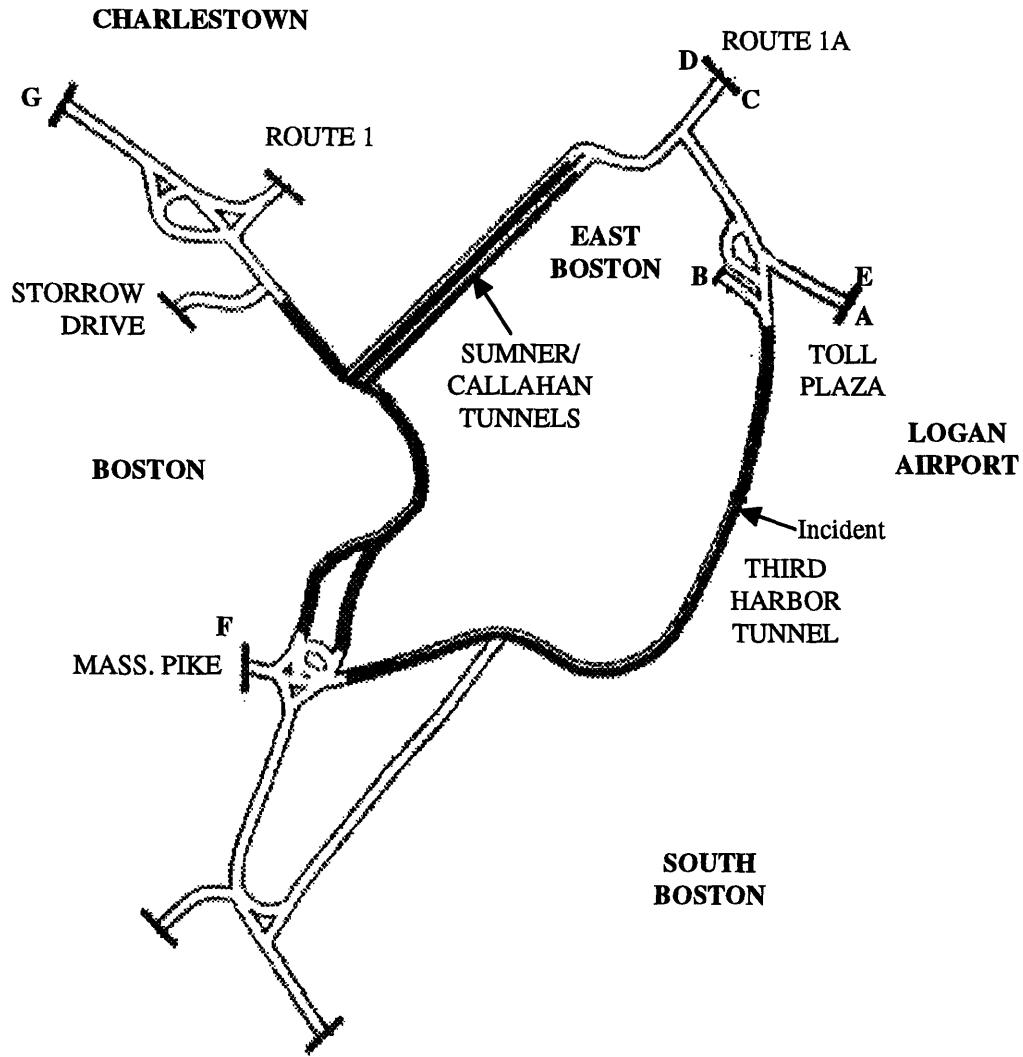 CHARLESTOWN
D
ROUTE 1A
G
C
ROUTE 1
EAST
BOSTON
B
E
A
STORROW
DRIVE
SUMNER/
CALLAHAN
TUNNELS
TOLL
PLAZA
LOGAN
AIRPORT
BOSTON
Incident
THIRD
HARBOR
TUNNEL
F
MASS. PIKE
SOUTH
BOSTON